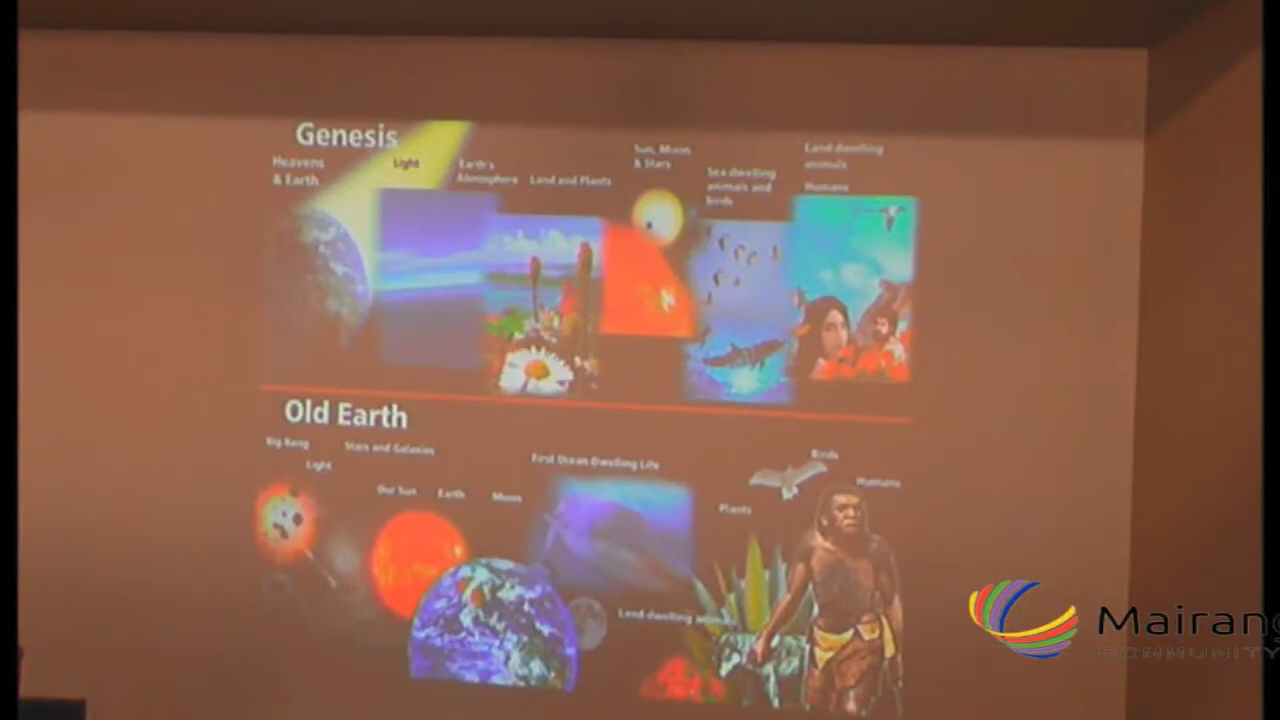 Genesis
Heavens
& Earth
Light
Earth's
Atmosphere
Land and Plants
Sun, Moon
& Stars
Sea dwelling
animals and
birds
Land dwelling
animals
Humans
Old Earth
Big Bang
Light
Stars and Galaxies
Our Sun
Earth
Moon
First Ocean Dwelling Life
Land dwelling
Plants
Birds
Humans
COMMUNITY